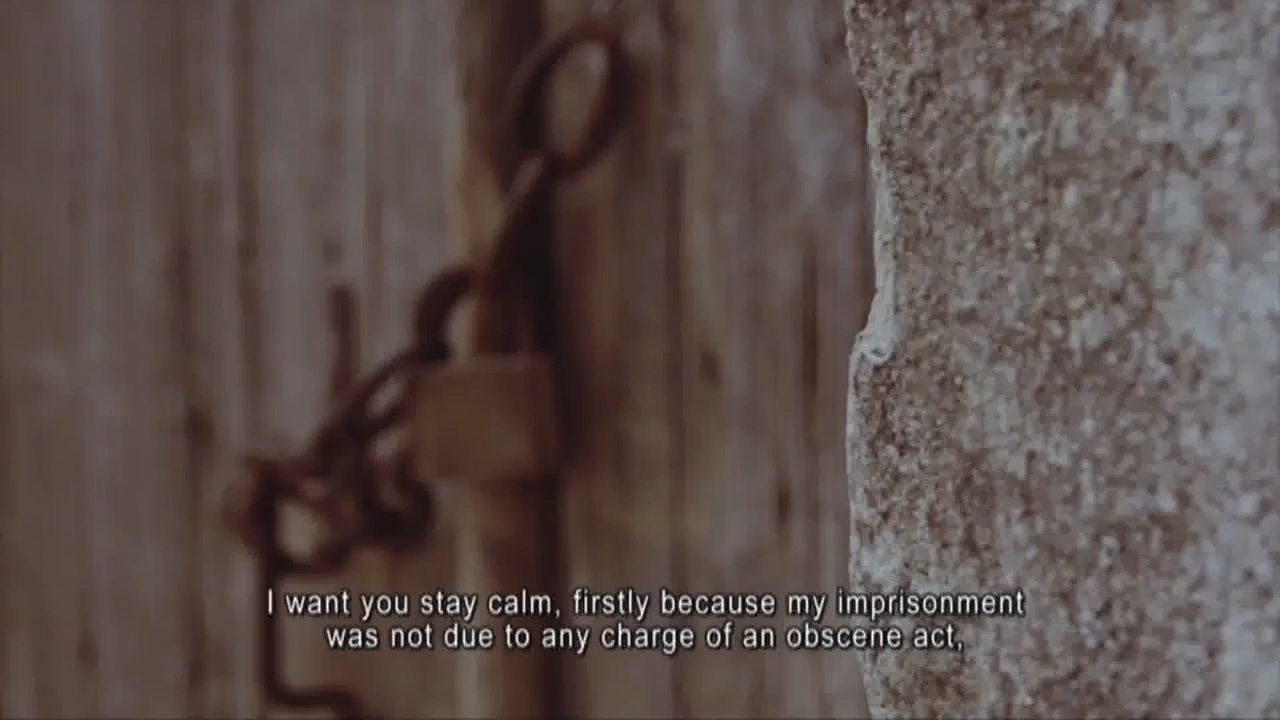 I want you stay calm, firstly because my imprisonment
was not due to any charge of an obscene act,